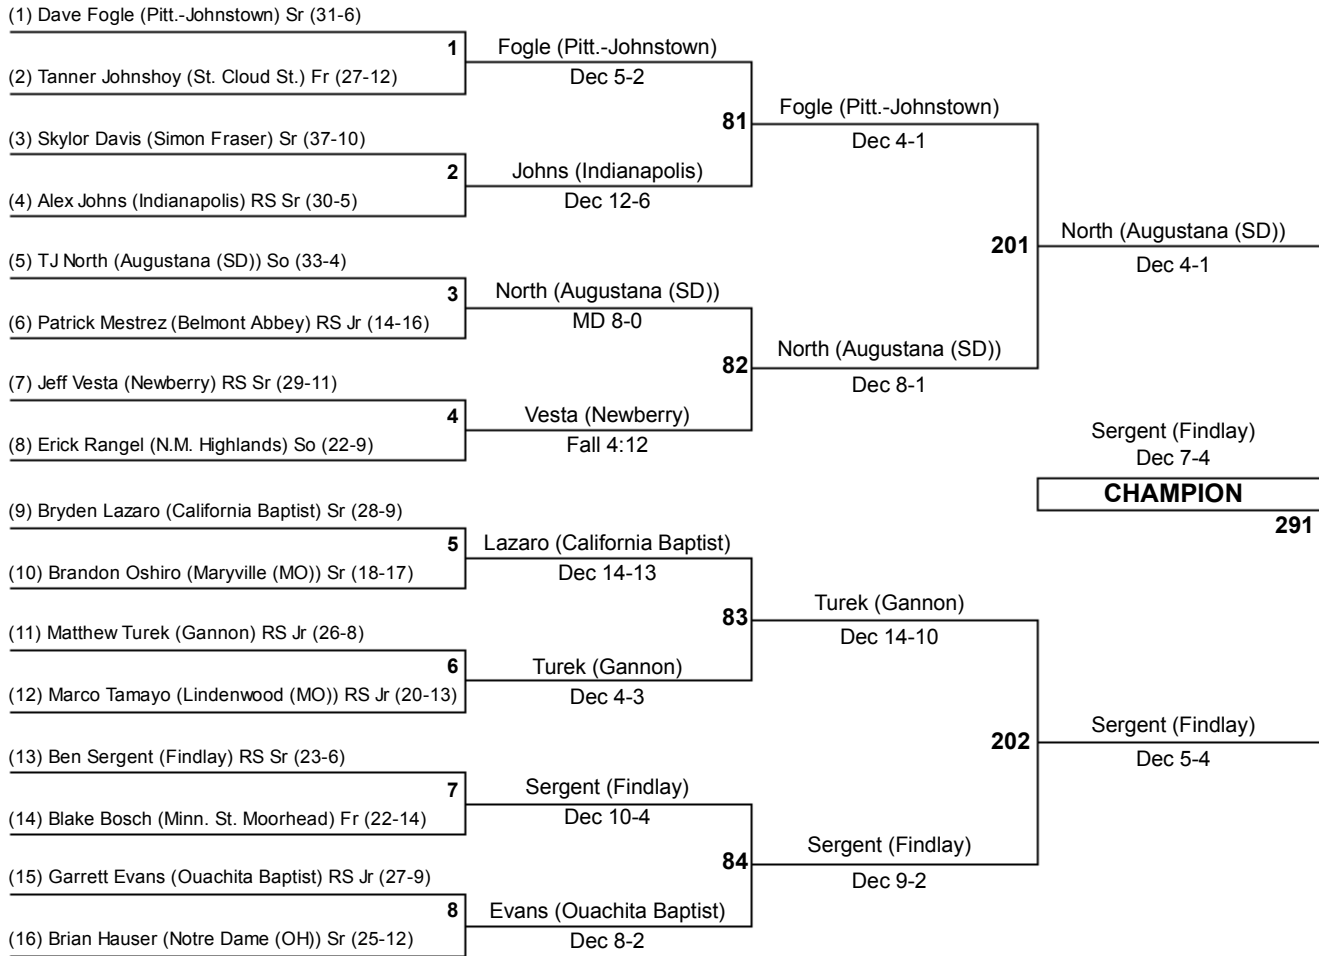 (1) Dave Fogle (Pitt.-Johnstown) Sr (31-6)
1
Fogle (Pitt.-Johnstown)
Dec 5-2
(2) Tanner Johnshoy (St. Cloud St.) Fr (27-12)
81
Fogle (Pitt.-Johnstown)
Dec 4-1
(3) Skylor Davis (Simon Fraser) Sr (37-10)
2
Johns (Indianapolis)
Dec 12-6
(4) Alex Johns (Indianapolis) RS Sr (30-5)
201
North (Augustana (SD))
Dec 4-1
(5) TJ North (Augustana (SD)) So (33-4)
3
North (Augustana (SD))
MD 8-0
(6) Patrick Mestrez (Belmont Abbey) RS Jr (14-16)
82
North (Augustana (SD))
Dec 8-1
(7) Jeff Vesta (Newberry) RS Sr (29-11)
4
Vesta (Newberry)
Fall 4:12
(8) Erick Rangel (N.M. Highlands) So (22-9)
Sergent (Findlay)
Dec 7-4
CHAMPION
291
(9) Bryden Lazaro (California Baptist) Sr (28-9)
5
Lazaro (California Baptist)
Dec 14-13
(10) Brandon Oshiro (Maryville (MO)) Sr (18-17)
83
Turek (Gannon)
Dec 14-10
(11) Matthew Turek (Gannon) RS Jr (26-8)
6
Turek (Gannon)
Dec 4-3
(12) Marco Tamayo (Lindenwood (MO)) RS Jr (20-13)
202
Sergent (Findlay)
Dec 5-4
(13) Ben Sergent (Findlay) RS Sr (23-6)
7
Sergent (Findlay)
Dec 10-4
(14) Blake Bosch (Minn. St. Moorhead) Fr (22-14)
84
Sergent (Findlay)
Dec 9-2
(15) Garrett Evans (Ouachita Baptist) RS Jr (27-9)
8
Evans (Ouachita Baptist)
Dec 8-2
(16) Brian Hauser (Notre Dame (OH)) Sr (25-12)